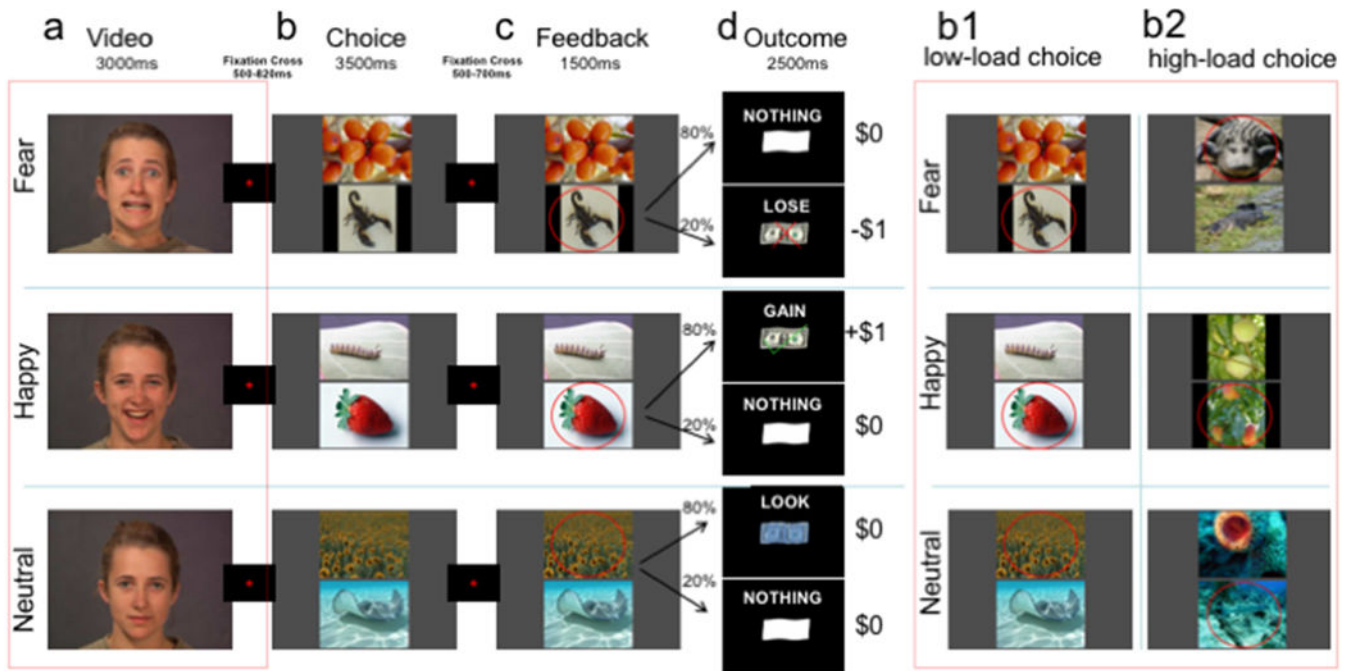 a Video
3000ms
Fixation Cross
500-820ms
b Choice
3500ms
Fixation Cross
500-700ms
c Feedback
1500ms
d Outcome
2500ms
b1
low-load choice
b2
high-load choice
Fear
80%
NOTHING
$0
20%
LOSE
-$1
Fear
Happy
80%
GAIN
+$1
20%
NOTHING
$0
Happy
Neutral
80%
LOOK
$0
20%
NOTHING
$0
Neutral